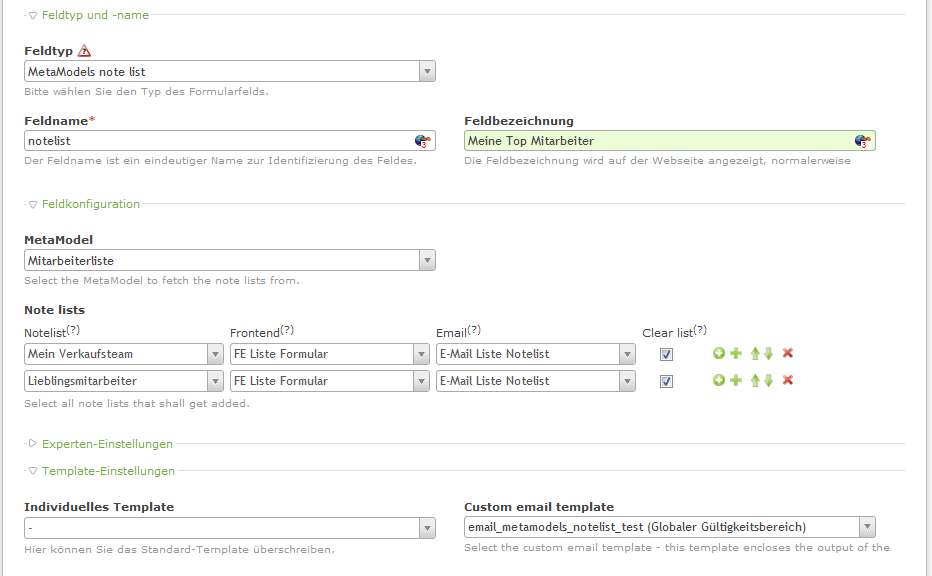 Feldtyp und -name
Feldtyp
MetaModels note list
Bitte wählen Sie den Typ des Formularfelds.
Feldname* Feldbezeichnung
notelist 3 Meine Top Mitarbeiter 3
Der Feldname ist ein eindeutiger Name zur Identifizierung des Feldes. Die Feldbezeichnung wird auf der Webseite angezeigt, normalerweise
Feldkonfiguration
MetaModel
Mitarbeiterliste
Select the MetaModel to fetch the note lists from.
Note lists
Notelist(?) Frontend(?) Email(?) Clear list(?)
Mein Verkaufsteam FE Liste Formular E-Mail Liste Notelist
Lieblingsmitarbeiter FE Liste Formular E-Mail Liste Notelist
Select all note lists that shall get added.
Experten-Einstellungen
Template-Einstellungen
Individuelles Template Custom email template
- email_metamodels_notelist_test (Globaler Gültigkeitsbereich)
Hier können Sie das Standard-Template überschreiben. Select the custom email template - this template encloses the output of the